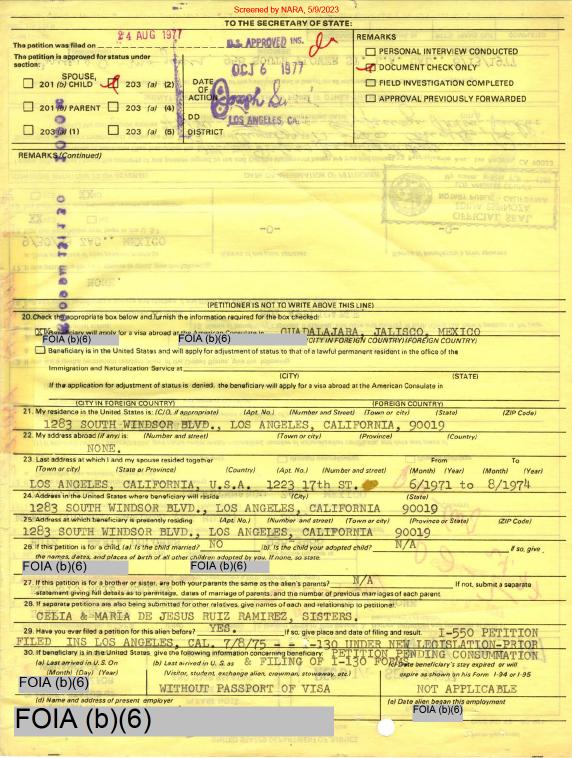 Screened by NARA, 5/9/2023
TO THE SECRETARY OF STATE:
The petition was filed on 24 AUG 1977
The petition is approved for status under section:
SPOUSE,
201 (b) CHILD 203 (a) (2)
201 (b) PARENT 203 (a) (4)
203 (a) (1) 203 (a) (5)
DATE OF ACTION
DD
DISTRICT
U.S. APPROVED INS.
OCT 6 1977
LOS ANGELES, CA.
REMARKS
PERSONAL INTERVIEW CONDUCTED
DOCUMENT CHECK ONLY
FIELD INVESTIGATION COMPLETED
APPROVAL PREVIOUSLY FORWARDED
REMARKS (Continued)
(PETITIONER IS NOT TO WRITE ABOVE THIS LINE)
20. Check the appropriate box below and furnish the information required for the box checked:
Beneficiary will apply for a visa abroad at the American Consulate in GUADALAJARA, JALISCO, MEXICO
FOIA (b)(6) FOIA (b)(6) (CITY IN FOREIGN COUNTRY) (FOREIGN COUNTRY)
Beneficiary is in the United States and will apply for adjustment of status to that of a lawful permanent resident in the office of the
Immigration and Naturalization Service at
(CITY) (STATE)
If the application for adjustment of status is denied, the beneficiary will apply for a visa abroad at the American Consulate in
(CITY IN FOREIGN COUNTRY) (FOREIGN COUNTRY)
21. My residence in the United States is: (C/O, if appropriate) (Apt. No.) (Number and street) (Town or city) (State) (ZIP Code)
1283 SOUTH WINDSOR BLVD., LOS ANGELES, CALIFORNIA, 90019
22. My address abroad (if any) is: (Number and street) (Town or city) (Province) (Country)
NONE.
23. Last address at which I and my spouse resided together From To
(Town or city) (State or Province) (Country) (Apt. No.) (Number and street) (Month) (Year) (Month) (Year)
LOS ANGELES, CALIFORNIA, U.S.A. 1223 17th ST. 6/1971 to 8/1974
24. Address in the United States where beneficiary will reside (City) (State)
1283 SOUTH WINDSOR BLVD., LOS ANGELES, CALIFORNIA 90019
25. Address at which beneficiary is presently residing (Apt. No.) (Number and street) (Town or city) (Province or State) (ZIP Code)
1283 SOUTH WINDSOR BLVD., LOS ANGELES, CALIFORNIA 90019
26. If this petition is for a child, (a) Is the child married? NO (b). Is the child your adopted child? N/A If so, give
the names, dates, and places of birth of all other children adopted by you. If none, so state.
FOIA (b)(6) FOIA (b)(6)
27. If this petition is for a brother or sister, are both your parents the same as the alien's parents? N/A If not, submit a separate
statement giving full details as to parentage, dates of marriage of parents, and the number of previous marriages of each parent.
28. If separate petitions are also being submitted for other relatives, give names of each and relationship to petitioner.
CELIA & MARIA DE JESUS RUIZ RAMIREZ, SISTERS.
29. Have you ever filed a petition for this alien before? YES. If so, give place and date of filing and result. I-550 PETITION
FILED INS LOS ANGELES, CAL. 7/8/75 - - I-130 UNDER NEW LEGISLATION-PRIOR
30. If beneficiary is in the United States, give the following information concerning beneficiary: PETITION PENDING CONSUMMATION
(a) Last arrived in U.S. On (Month) (Day) (Year)
(b) Last arrived in U.S. as & FILING OF I-130 FORMS.
(Visitor, student, exchange alien, crewman, stowaway, etc.)
(c) Date beneficiary's stay expired or will expire as shown on his Form I-94 or I-95
FOIA (b)(6) WITHOUT PASSPORT OF VISA NOT APPLICABLE
(d) Name and address of present employer (e) Date alien began this employment
FOIA (b)(6) FOIA (b)(6)